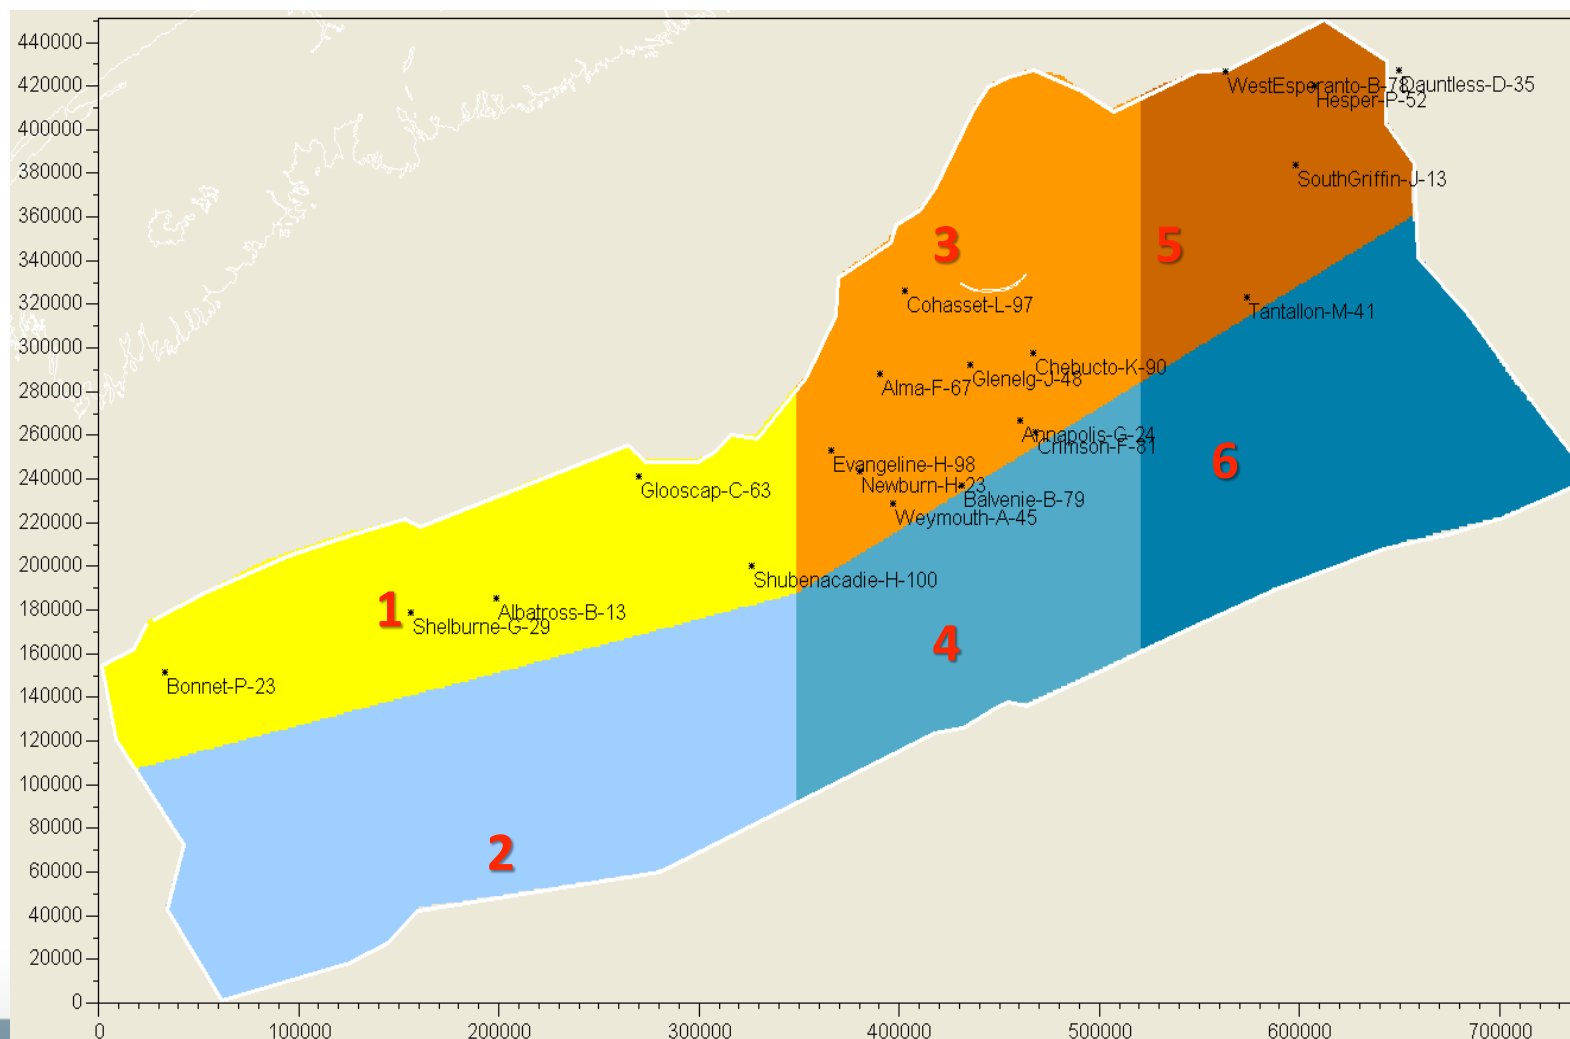 440000
420000
400000
380000
360000
340000
320000
300000
280000
260000
240000
220000
200000
180000
160000
140000
120000
100000
80000
60000
40000
20000
0
WestEsperanto-B-78
Dauntless-D-35
Hesper-P-52
SouthGriffin-J-13
3
5
Cohasset-L-97
Tantallon-M-41
Chebucto-K-90
Glenelg-J-48
Alma-F-67
Annapolis-G-24
Crimson-F-81
Evangeline-H-98
6
Newburn-H-23
Glooscap-C-63
Balvenie-B-79
Weymouth-A-45
Shubenacadie-H-100
1
Albatross-B-13
Shelburne-G-29
4
Bonnet-P-23
2
0 100000 200000 300000 400000 500000 600000 700000